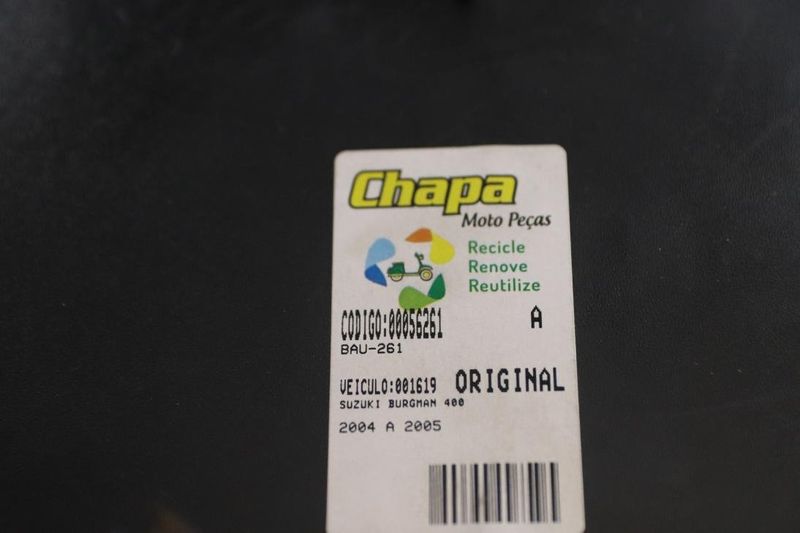 Chapa
Moto Peças
Recicle
Renove
Reutilize
CODIGO:00056261 A
BAU-261
VEICULO:001619 ORIGINAL
SUZUKI BURGMAN 400
2004 A 2005